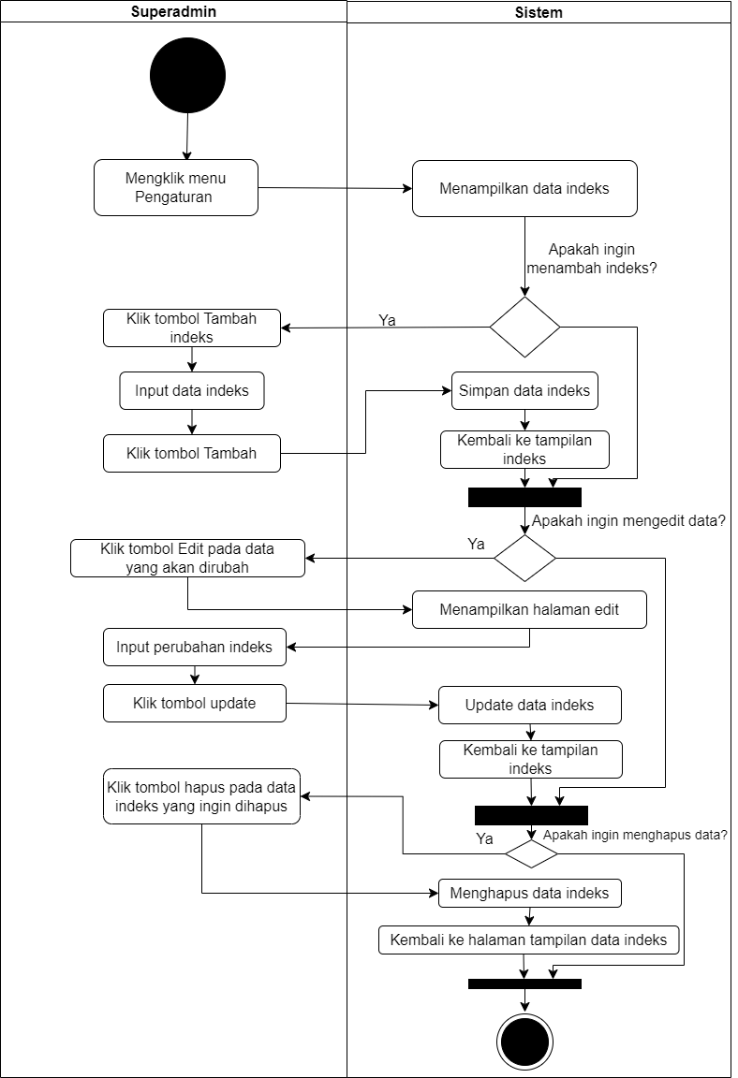 Superadmin
Sistem
Mengklik menu
Pengaturan
Menampilkan data indeks
Apakah ingin
menambah indeks?
Ya
Klik tombol Tambah
indeks
Input data indeks
Simpan data indeks
Klik tombol Tambah
Kembali ke tampilan
indeks
Apakah ingin mengedit data?
Ya
Klik tombol Edit pada data
yang akan dirubah
Menampilkan halaman edit
Input perubahan indeks
Klik tombol update
Update data indeks
Kembali ke tampilan
indeks
Klik tombol hapus pada data
indeks yang ingin dihapus
Ya
Apakah ingin menghapus data?
Menghapus data indeks
Kembali ke halaman tampilan data indeks